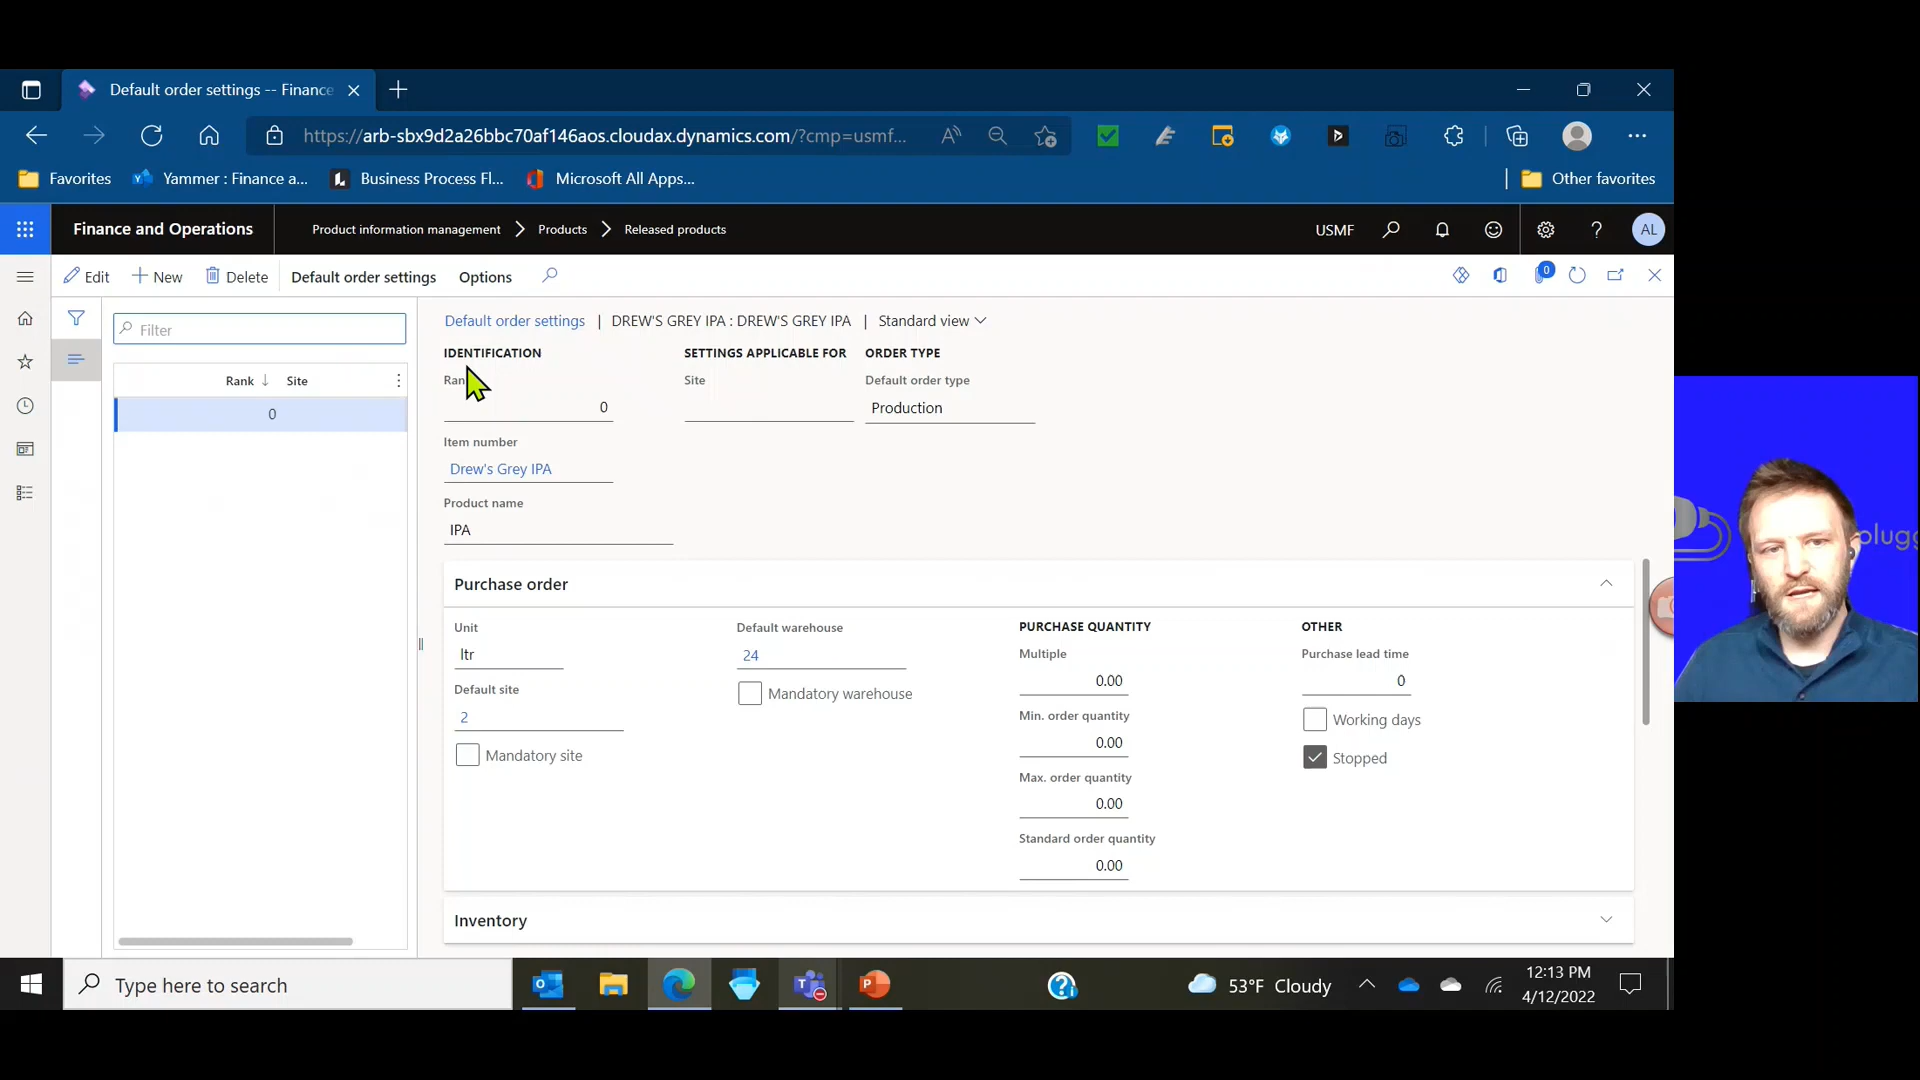 Default order settings -- Finance
https://arb-sbx9d2a26bbc70af146aos.cloudax.dynamics.com/?cmp=usmf...
Favorites
Yammer : Finance a...
Business Process Fl...
Microsoft All Apps...
Other favorites
Finance and Operations
Product information management
Products
Released products
USMF
?
AL
Edit
New
Delete
Default order settings
Options
0
Filter
Rank
Site
0
Default order settings | DREW'S GREY IPA : DREW'S GREY IPA | Standard view
IDENTIFICATION
0
Item number
Drew's Grey IPA
Product name
IPA
SETTINGS APPLICABLE FOR
Site
ORDER TYPE
Default order type
Production
Purchase order
Unit
ltr
Default site
2
Mandatory site
Default warehouse
24
Mandatory warehouse
PURCHASE QUANTITY
Multiple
0.00
Min. order quantity
0.00
Max. order quantity
0.00
Standard order quantity
0.00
OTHER
Purchase lead time
0
Working days
Stopped
Inventory
Type here to search
53°F Cloudy
12:13 PM
4/12/2022